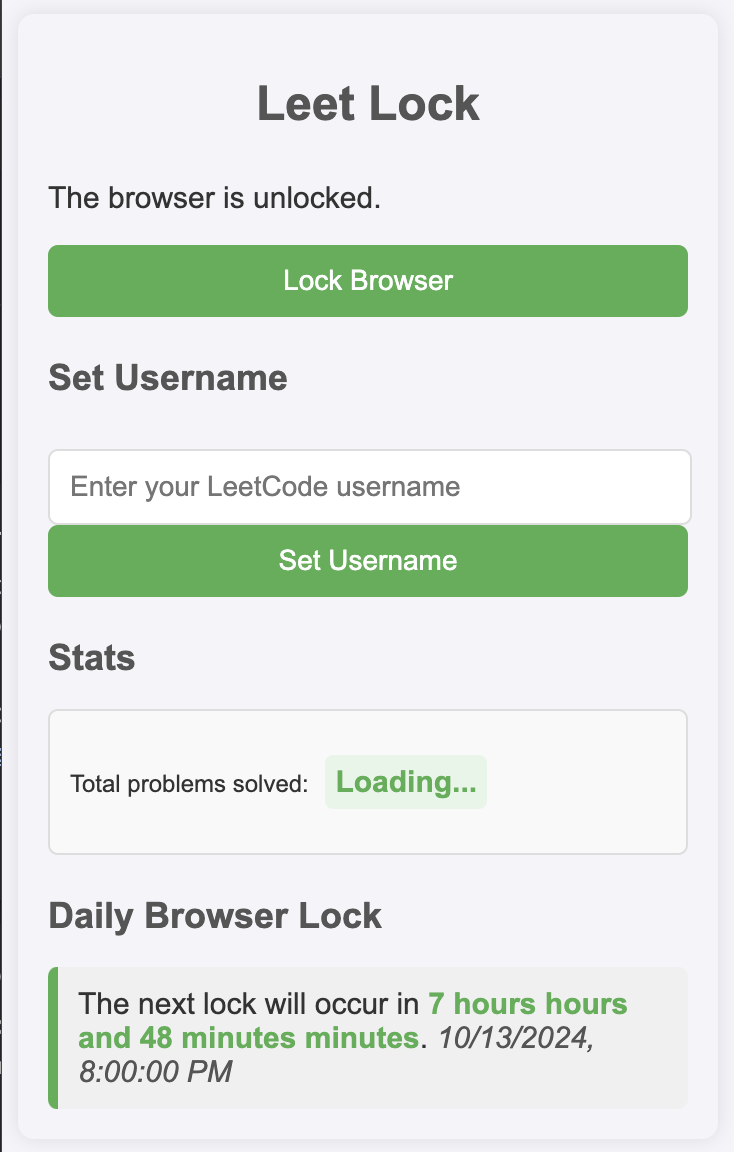 Leet Lock
The browser is unlocked.
Lock Browser
Set Username
Enter your LeetCode username
Set Username
Stats
Total problems solved: Loading...
Daily Browser Lock
The next lock will occur in 7 hours hours
and 48 minutes minutes. 10/13/2024,
8:00:00 PM